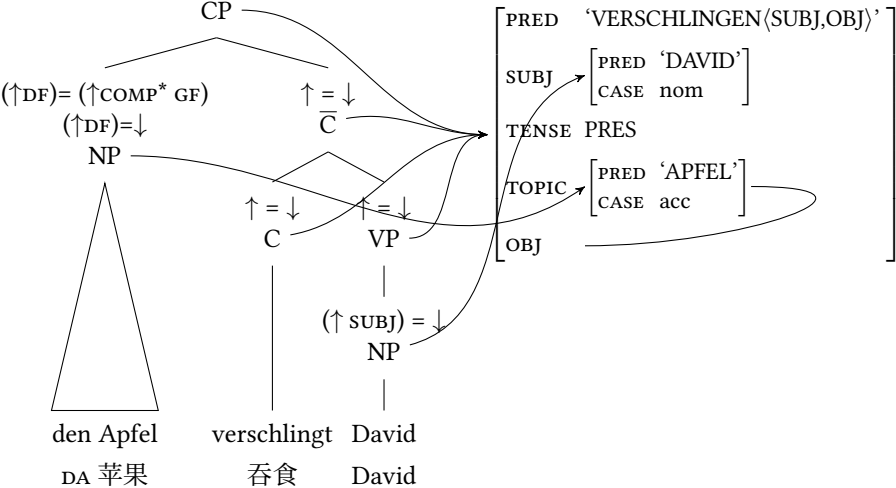 CP
(↑DF)= (↑COMP* GF)
(↑DF)=↓
NP
↑ = ↓
C̅
↑ = ↓
C
↑ = ↓
VP
(↑ SUBJ) = ↓
NP
den Apfel verschlingt David
DA 苹果 吞食 David
PRED ‘VERSCHLINGEN⟨SUBJ,OBJ⟩’
SUBJ
PRED ‘DAVID’
CASE nom
TENSE PRES
TOPIC
PRED ‘APFEL’
CASE acc
OBJ